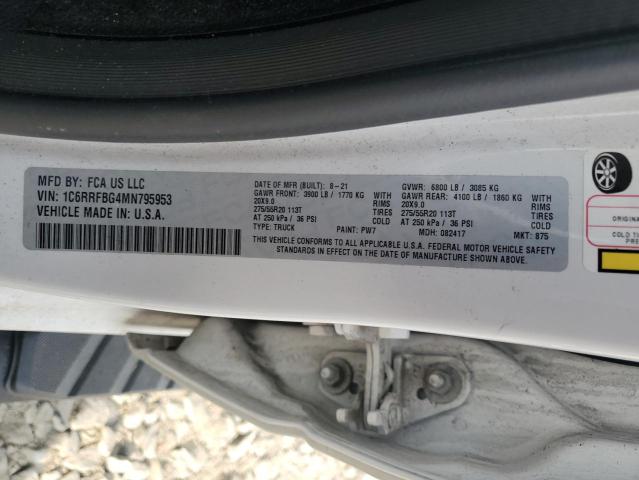 MFD BY: FCA US LLC
VIN: 1C6RRFBG4MN795953
VEHICLE MADE IN U.S.A.
DATE OF MFR (BUILT): 8-21 GVWR: 6800 LB / 3085 KG
GAWR FRONT: 3900 LB / 1770 KG WITH GAWR REAR: 4100 LB / 1860 KG WITH
20X9.0 RIMS 20X9.0 RIMS
275/55R20 113T TIRES 275/55R20 113T TIRES
AT 250 kPa / 36 PSI COLD AT 250 kPa / 36 PSI COLD
TYPE: TRUCK PAINT: PW7 MDH: 082417 MKT: 875
THIS VEHICLE CONFORMS TO ALL APPLICABLE U.S.A. FEDERAL MOTOR VEHICLE SAFETY
STANDARDS IN EFFECT ON THE DATE OF MANUFACTURE SHOWN ABOVE.
ORIGINAL
COLD